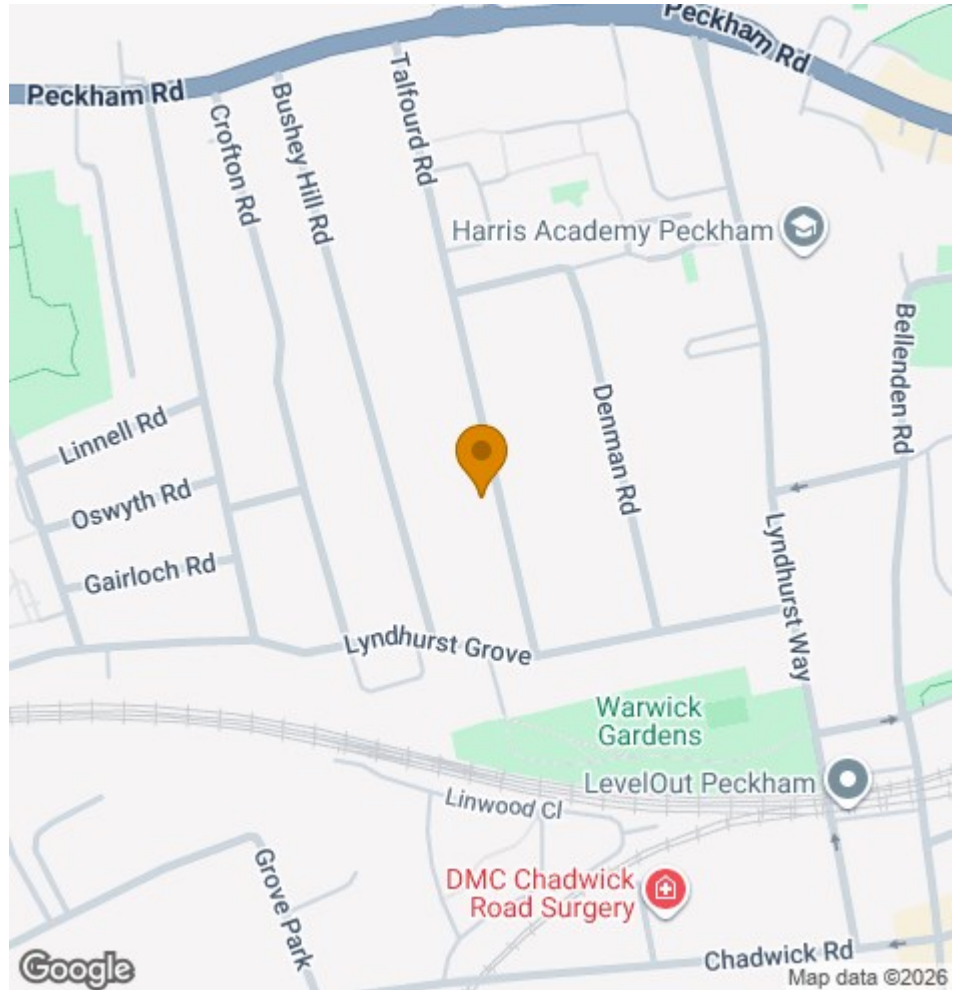 Peckham Rd
Peckham Rd
Crofton Rd
Bushey Hill Rd
Talfourd Rd
Harris Academy Peckham
Bellenden Rd
Denman Rd
Linnell Rd
Oswyth Rd
Gairloch Rd
Lyndhurst Grove
Lyndhurst Way
Warwick
Gardens
LevelOut Peckham
Linwood Cl
Grove Park
DMC Chadwick
Road Surgery
Chadwick Rd
Google
Map data ©2026